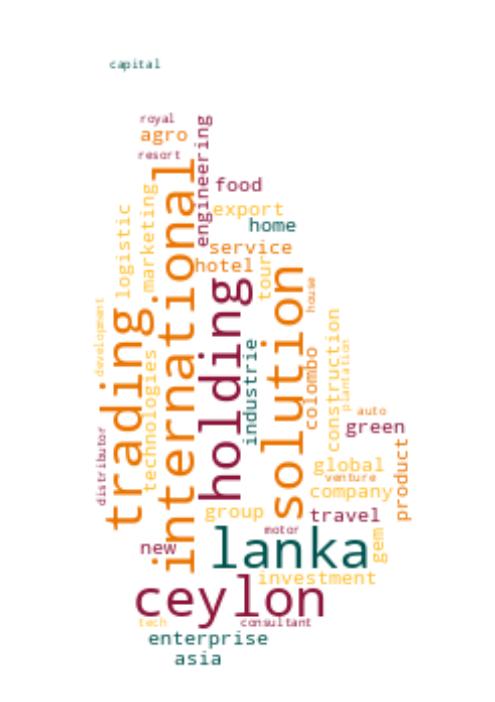 capital
royal
agro
resort
engineering
food
export
home
service
hotel
tour
house
logistic
marketing
international
holding
solution
development
trading
technologies
industrie
colombo
construction
plantation
auto
green
product
distributor
global
venture
company
group
travel
motor
gem
new
lanka
investment
ceylon
tech
consultant
enterprise
asia